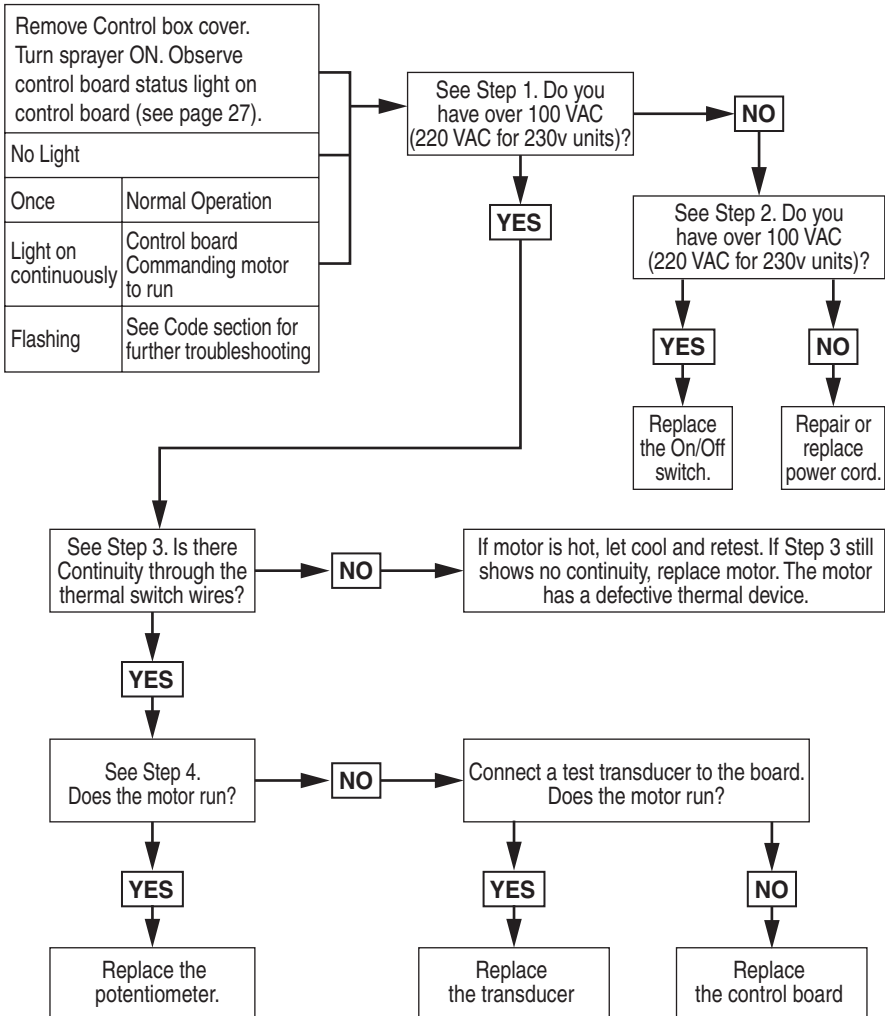 Remove Control box cover.
Turn sprayer ON. Observe
control board status light on
control board (see page 27).
No Light
Once
Normal Operation
Light on
continuously
Control board
Commanding motor
to run
Flashing
See Code section for
further troubleshooting
See Step 1. Do you
have over 100 VAC
(220 VAC for 230v units)?
NO
YES
See Step 2. Do you
have over 100 VAC
(220 VAC for 230v units)?
YES
NO
Replace
the On/Off
switch.
Repair or
replace
power cord.
See Step 3. Is there
Continuity through the
thermal switch wires?
NO
If motor is hot, let cool and retest. If Step 3 still
shows no continuity, replace motor. The motor
has a defective thermal device.
YES
See Step 4.
Does the motor run?
NO
Connect a test transducer to the board.
Does the motor run?
YES
YES
NO
Replace the
potentiometer.
Replace
the transducer
Replace
the control board